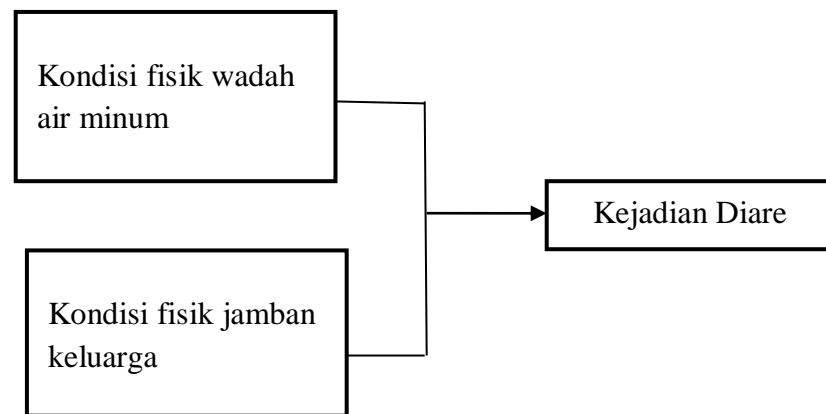 Kondisi fisik wadah
air minum
Kejadian Diare
Kondisi fisik jamban
keluarga